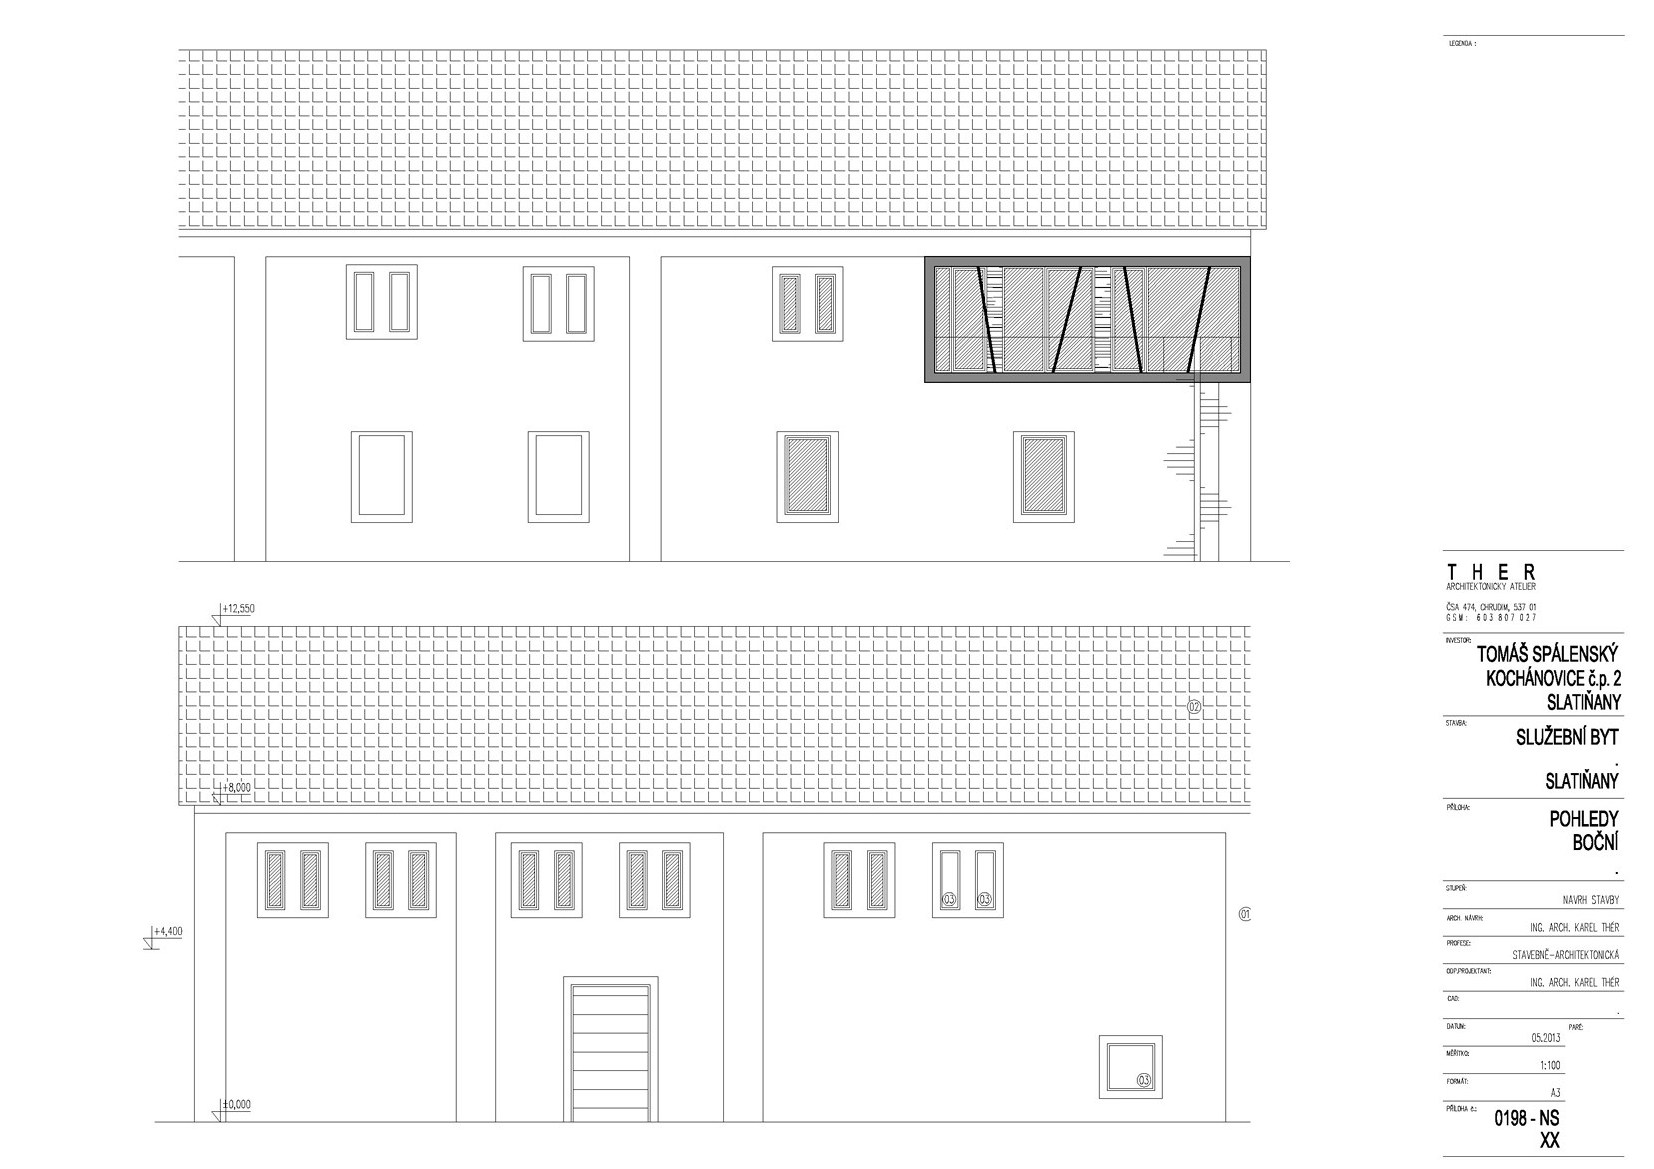 LEGENDA :
+12,550
02
+8,000
03
03
01
+4,400
03
±0,000
THER
ARCHITEKTONICKÝ ATELIER
ČSA 474, CHRUDIM, 537 01
GSM: 603 807 027
INVESTOR:
TOMÁŠ SPÁLENSKÝ
KOCHÁNOVICE č.p. 2
SLATIŇANY
STAVBA:
SLUŽEBNÍ BYT
.
SLATIŇANY
PŘÍLOHA:
POHLEDY
BOČNÍ
.
STUPEŇ:
NÁVRH STAVBY
ARCH. NÁVRH:
ING. ARCH. KAREL THÉR
PROFESE:
STAVEBNĚ-ARCHITEKTONICKÁ
ODP.PROJEKTANT:
ING. ARCH. KAREL THÉR
CAD:
.
DATUM:
PARÉ:
05.2013
MĚŘÍTKO:
1:100
FORMÁT:
A3
PŘÍLOHA č.:
0198 - NS
XX